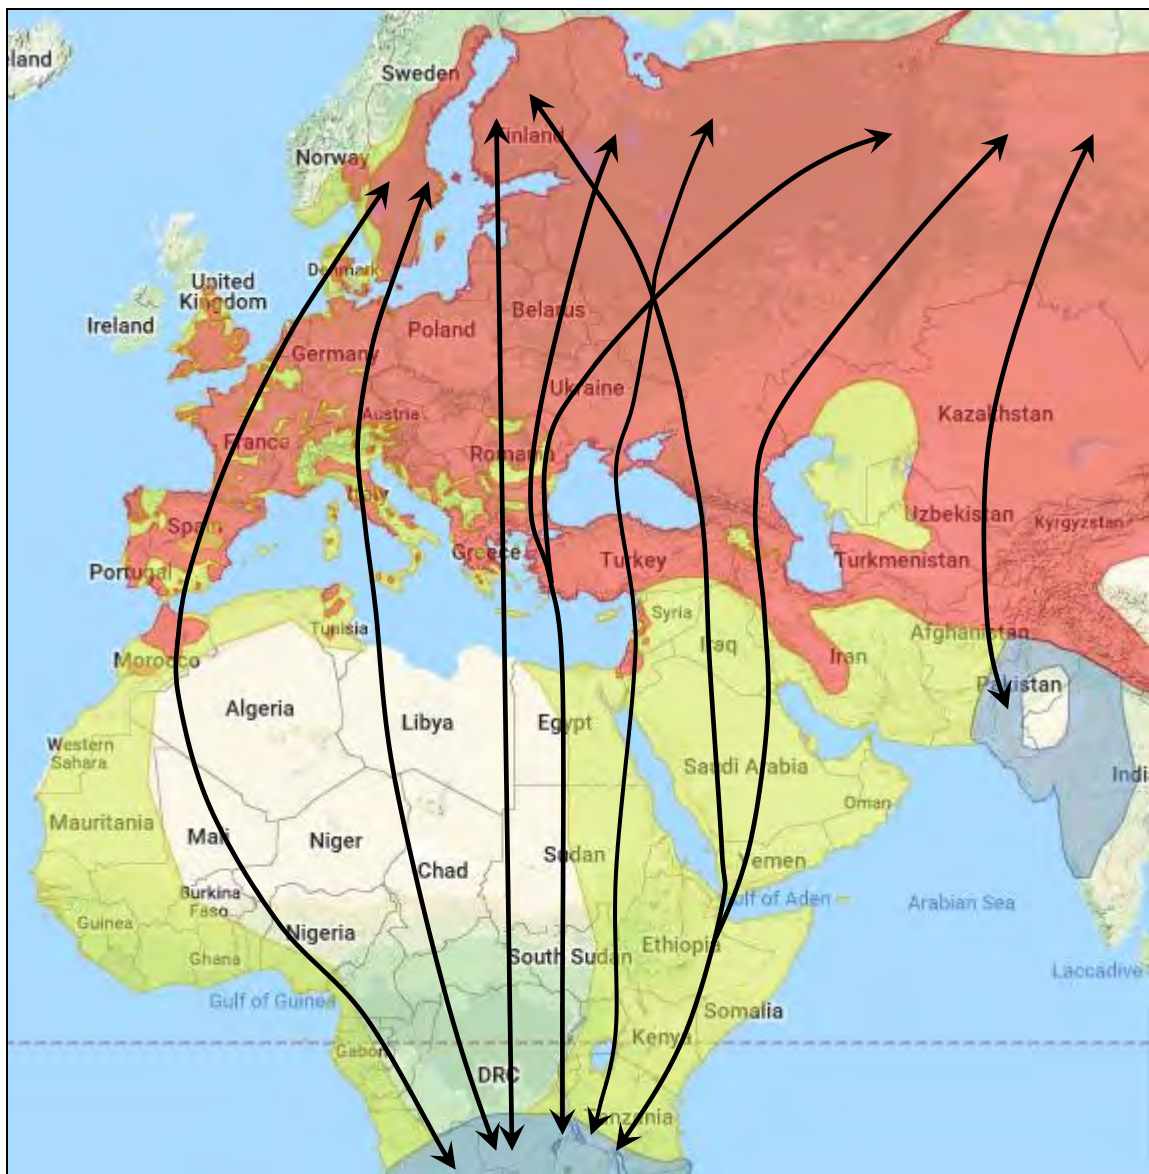 eland
Sweden
Finland
Norway
Denmark
United
Kingdom
Ireland
Belarus
Poland
Germany
Ukraine
Kazakhstan
Austria
France
Romania
Italy
Uzbekistan
Kyrgyzstan
Spain
Greece
Turkey
Turkmenistan
Portugal
Syria
Tunisia
Afghanistan
Iraq
Iran
Morocco
Pakistan
Algeria
Libya
Egypt
Western
Sahara
Saudi Arabia
Indi
Oman
Mauritania
Mali
Niger
Sudan
Yemen
Chad
Burkina
Faso
Gulf of Aden
Arabian Sea
Guinea
Nigeria
Ethiopia
Ghana
South Sudan
Laccadive
Gulf of Guinea
Somalia
Kenya
Gabon
DRC
Tanzania